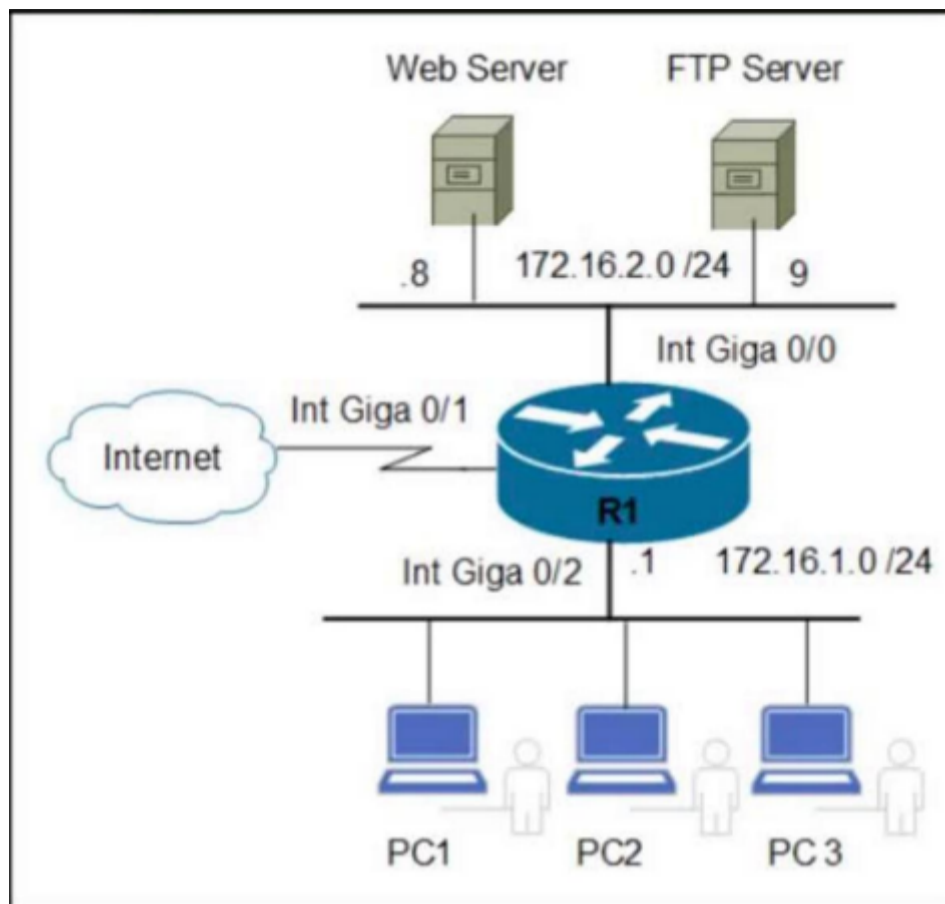 Web Server FTP Server
.8 172.16.2.0 /24 9
Int Giga 0/0
Int Giga 0/1
Internet
R1
Int Giga 0/2 .1 172.16.1.0 /24
PC1 PC2 PC 3